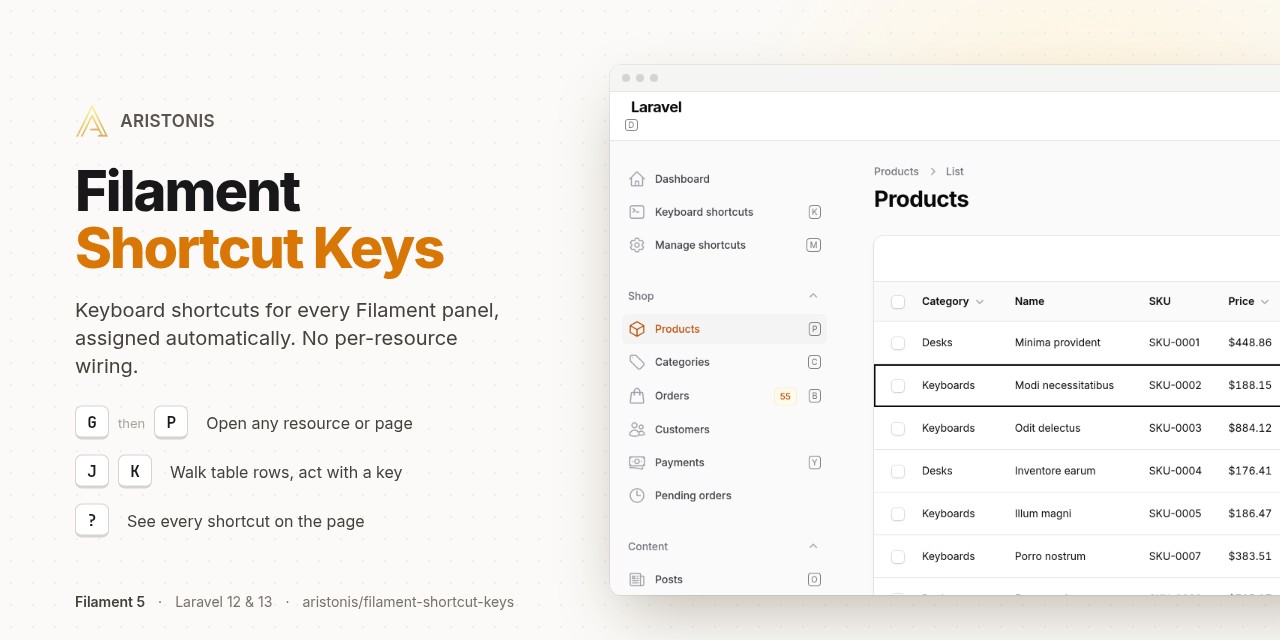 ARISTONIS
Filament
Shortcut Keys
Keyboard shortcuts for every Filament panel,
assigned automatically. No per-resource
wiring.
G then P Open any resource or page
J K Walk table rows, act with a key
? See every shortcut on the page
Filament 5 · Laravel 12 & 13 · aristonis/filament-shortcut-keys
Laravel
D
Dashboard
Keyboard shortcuts K
Manage shortcuts M
Shop
Products P
Categories C
Orders 55 B
Customers
Payments Y
Pending orders
Content
Posts O
Products > List
Products
Category Name SKU Price
Desks Minima provident SKU-0001 $448.86
Keyboards Modi necessitatibus SKU-0002 $188.15
Keyboards Odit delectus SKU-0003 $884.12
Desks Inventore earum SKU-0004 $176.41
Keyboards Illum magni SKU-0005 $186.47
Keyboards Porro nostrum SKU-0007 $383.51